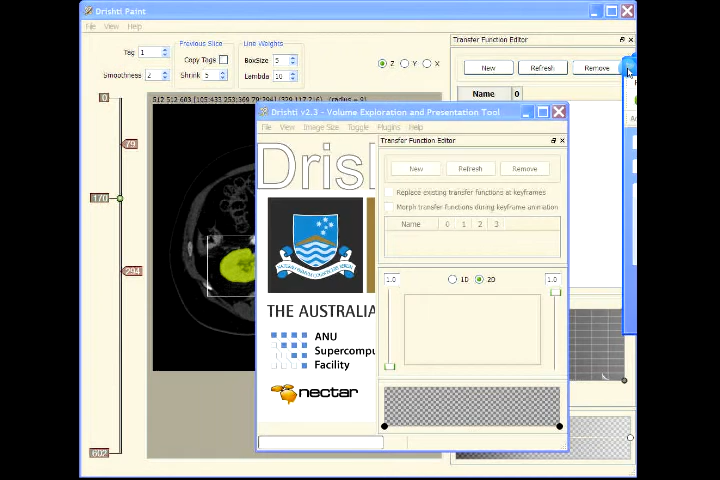 Drishti Paint
File View Help
Tag 1
Smoothness 2
Previous Slice
Copy Tags
Shrink 5
Line Weights
BoxSize 5
Lambda 10
Z Y X
Transfer Function Editor
New Refresh Remove
Name 0
0
79
170
294
602
Drishti v2.3 - Volume Exploration and Presentation Tool
File View Image Size Toggle Plugins Help
Transfer Function Editor
New Refresh Remove
Replace existing transfer functions at keyframes
Morph transfer functions during keyframe animation
Name 0 1 2 3
1.0 1D 2D 1.0
THE AUSTRALIA
ANU
Supercompu
Facility
nectar